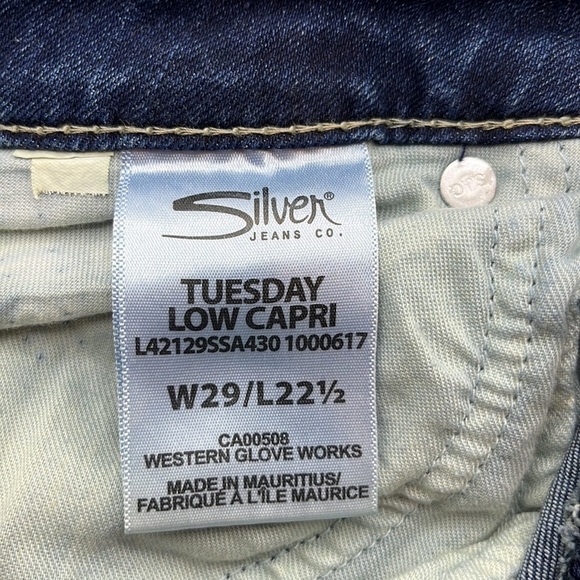 Silver®
JEANS CO.
TUESDAY
LOW CAPRI
L42129SSA430 1000617
W29/L22½
CA00508
WESTERN GLOVE WORKS
MADE IN MAURITIUS/
FABRIQUÉ À L'ÎLE MAURICE